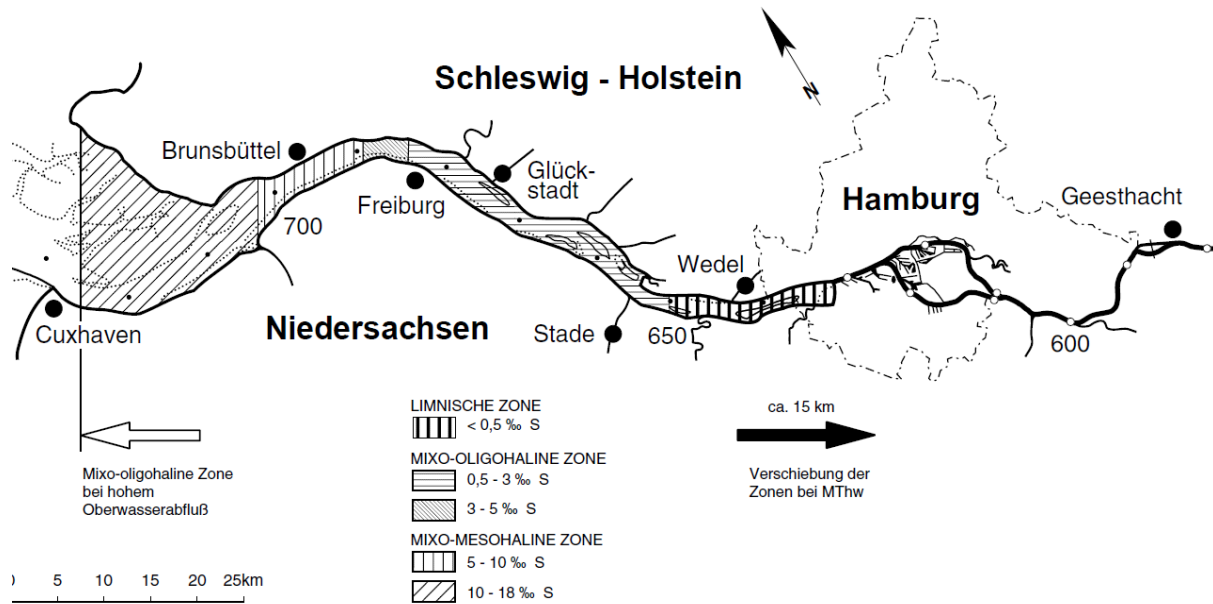 Schleswig - Holstein
N
Brunsbüttel
Glück-
stadt
Freiburg
700
Hamburg
Geesthacht
Wedel
Cuxhaven
Niedersachsen
Stade
650
600
LIMNISCHE ZONE
< 0,5 ‰ S
MIXO-OLIGOHALINE ZONE
0,5 - 3 ‰ S
3 - 5 ‰ S
MIXO-MESOHALINE ZONE
5 - 10 ‰ S
10 - 18 ‰ S
ca. 15 km
Verschiebung der
Zonen bei MThw
Mixo-oligohaline Zone
bei hohem
Oberwasserabfluß
5 10 15 20 25km